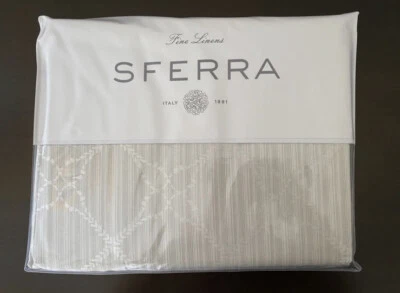 Fine Linens
SFERRA
ITALY 1891